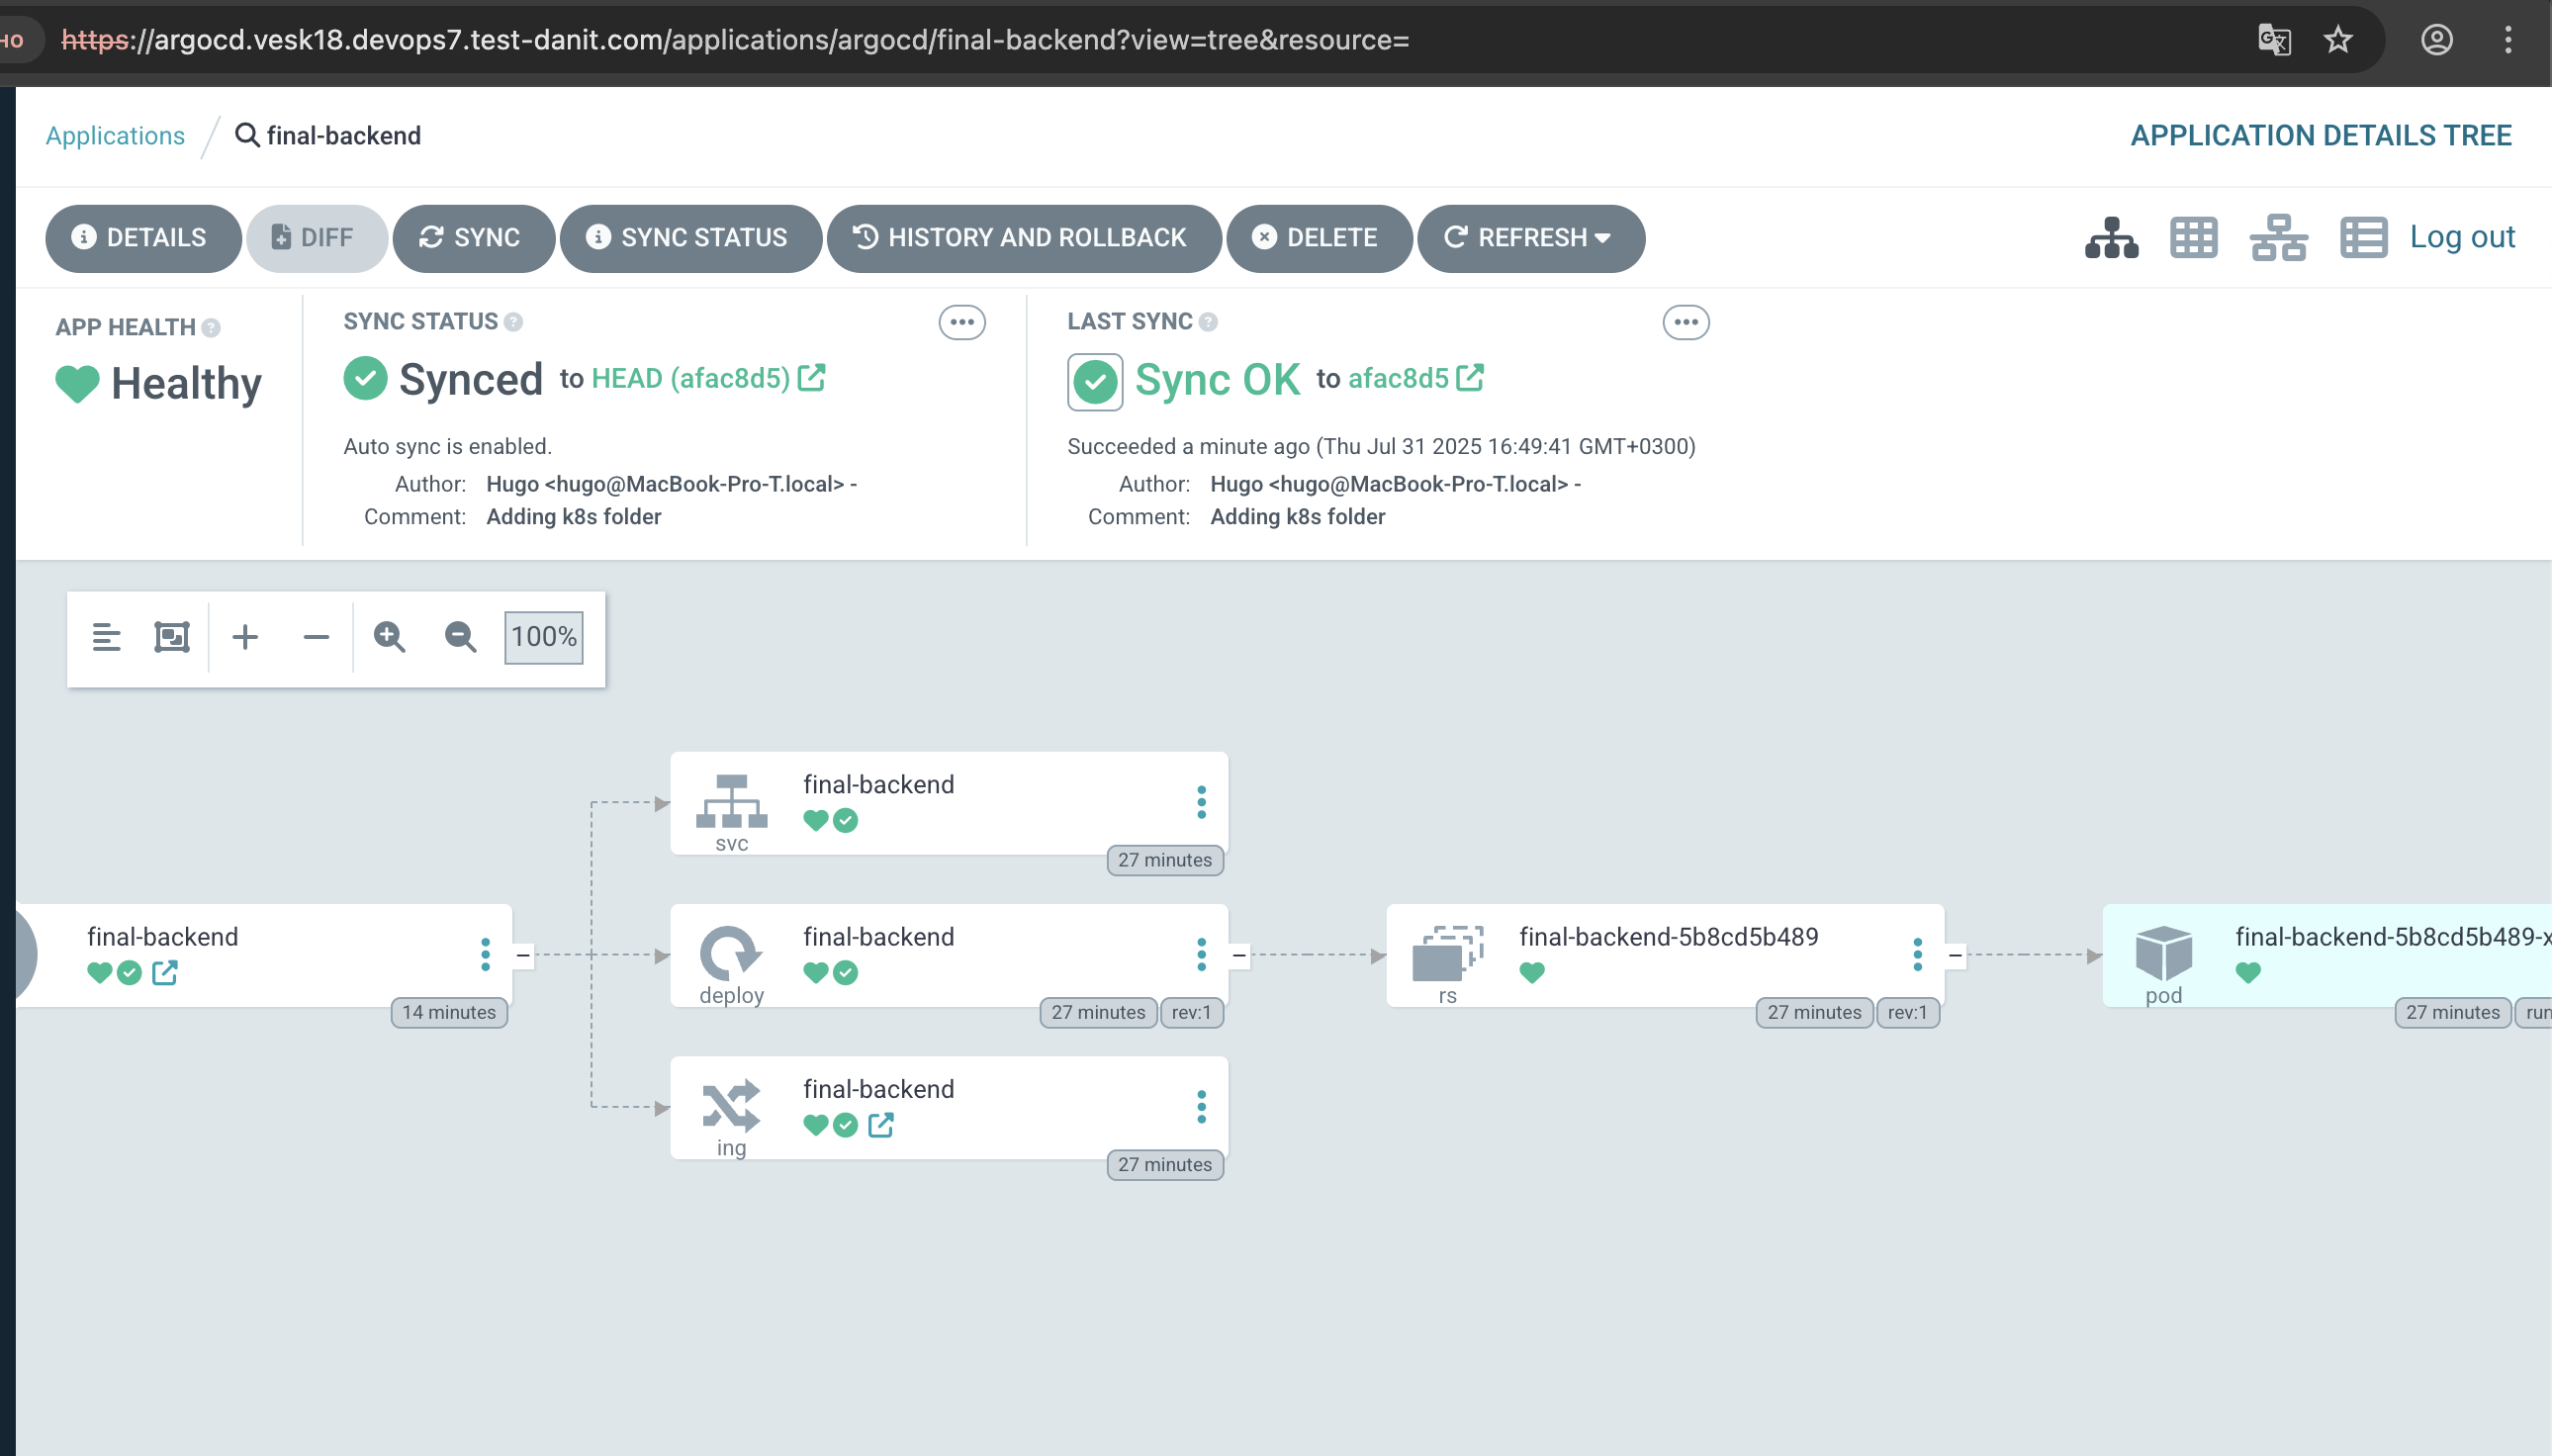 https://argocd.vesk18.devops7.test-danit.com/applications/argocd/final-backend?view=tree&resource=
Applications / final-backend
APPLICATION DETAILS TREE
DETAILS DIFF SYNC SYNC STATUS HISTORY AND ROLLBACK DELETE REFRESH
Log out
APP HEALTH
Healthy
SYNC STATUS
Synced to HEAD (afac8d5)
Auto sync is enabled.
Author: Hugo <hugo@MacBook-Pro-T.local> -
Comment: Adding k8s folder
LAST SYNC
Sync OK to afac8d5
Succeeded a minute ago (Thu Jul 31 2025 16:49:41 GMT+0300)
Author: Hugo <hugo@MacBook-Pro-T.local> -
Comment: Adding k8s folder
100%
final-backend
svc
27 minutes
final-backend
14 minutes
final-backend
deploy
27 minutes rev:1
final-backend-5b8cd5b489
rs
27 minutes rev:1
final-backend-5b8cd5b489-x
pod
27 minutes run
final-backend
ing
27 minutes